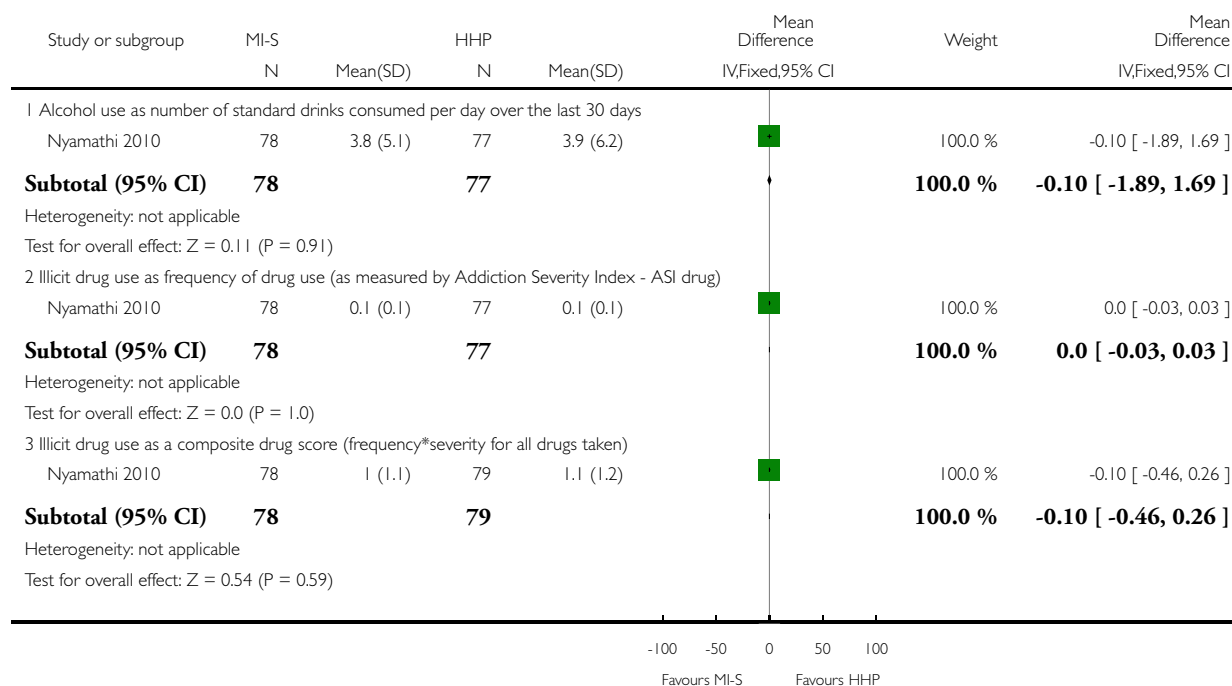 Study or subgroup MI-S HHP Mean Difference Weight Mean Difference
N Mean(SD) N Mean(SD) IV,Fixed,95% CI IV,Fixed,95% CI
1 Alcohol use as number of standard drinks consumed per day over the last 30 days
Nyamathi 2010 78 3.8 (5.1) 77 3.9 (6.2) 100.0 % -0.10 [ -1.89, 1.69 ]
Subtotal (95% CI) 78 77 100.0 % -0.10 [ -1.89, 1.69 ]
Heterogeneity: not applicable
Test for overall effect: Z = 0.11 (P = 0.91)
2 Illicit drug use as frequency of drug use (as measured by Addiction Severity Index - ASI drug)
Nyamathi 2010 78 0.1 (0.1) 77 0.1 (0.1) 100.0 % 0.0 [ -0.03, 0.03 ]
Subtotal (95% CI) 78 77 100.0 % 0.0 [ -0.03, 0.03 ]
Heterogeneity: not applicable
Test for overall effect: Z = 0.0 (P = 1.0)
3 Illicit drug use as a composite drug score (frequency*severity for all drugs taken)
Nyamathi 2010 78 1 (1.1) 79 1.1 (1.2) 100.0 % -0.10 [ -0.46, 0.26 ]
Subtotal (95% CI) 78 79 100.0 % -0.10 [ -0.46, 0.26 ]
Heterogeneity: not applicable
Test for overall effect: Z = 0.54 (P = 0.59)
-100 -50 0 50 100
Favours MI-S Favours HHP